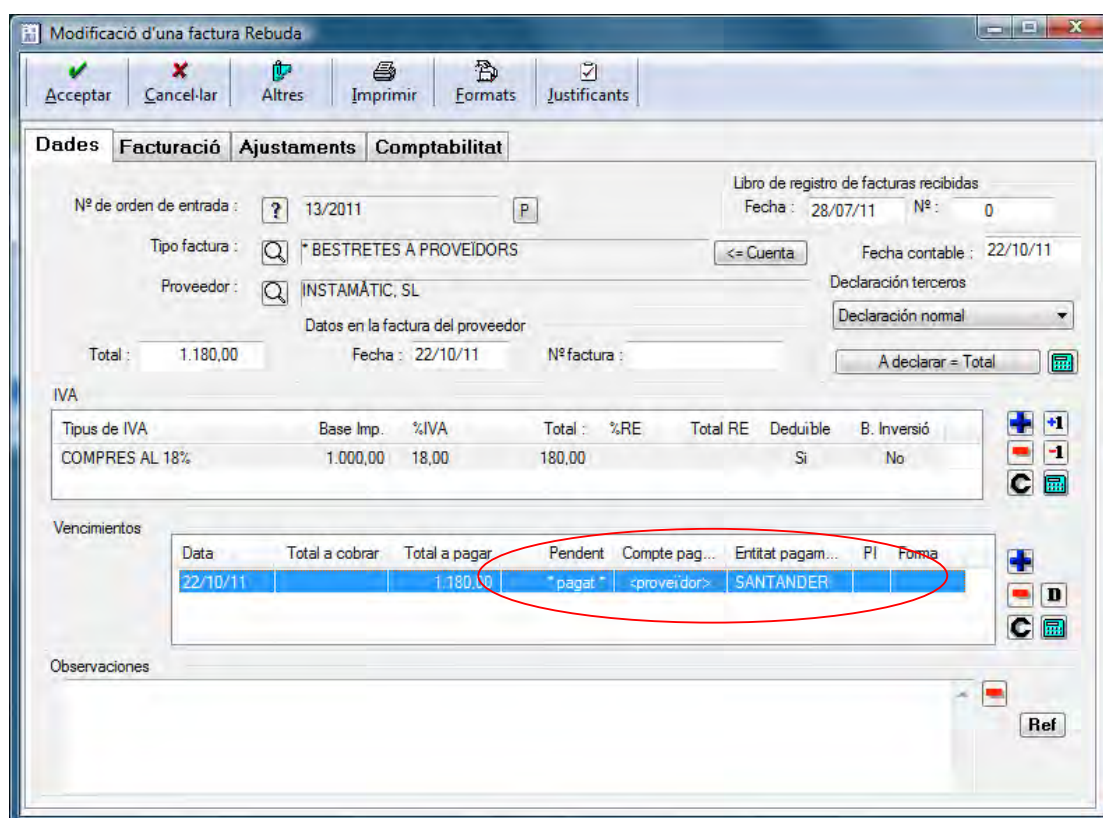 Modificació d'una factura Rebuda
Acceptar Cancel·lar Altres Imprimir Formats Justificants
Dades Facturació Ajustaments Comptabilitat
Libro de registro de facturas recibidas
Nº de orden de entrada : ? 13/2011 P Fecha : 28/07/11 Nº : 0
Tipo factura : * BESTRETES A PROVEÏDORS <= Cuenta Fecha contable : 22/10/11
Proveedor : INSTAMÀTIC, SL Declaración terceros
Datos en la factura del proveedor Declaración normal
Total : 1.180,00 Fecha : 22/10/11 Nº factura : A declarar = Total
IVA
Tipus de IVA Base Imp. %IVA Total : %RE Total RE Deduïble B. Inversió +1
COMPRES AL 18% 1.000,00 18,00 180,00 Si No -1
C
Vencimientos
Data Total a cobrar Total a pagar Pendent Compte pag... Entitat pagam... PI Forma
22/10/11 1.180,00 * pagat * <proveïdor> SANTANDER D
C
Observaciones
Ref